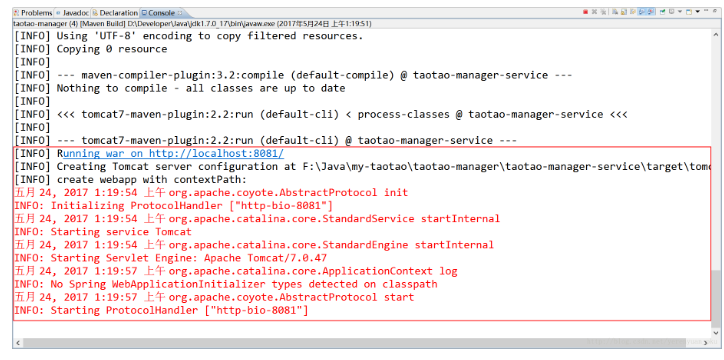 Problems Javadoc Declaration Console
taotao-manager (4) [Maven Build] D:\Developer\Java\jdk1.7.0_17\bin\javaw.exe (2017年5月24日 上午1:19:51)
[INFO] Using 'UTF-8' encoding to copy filtered resources.
[INFO] Copying 0 resource
[INFO]
[INFO] --- maven-compiler-plugin:3.2:compile (default-compile) @ taotao-manager-service ---
[INFO] Nothing to compile - all classes are up to date
[INFO]
[INFO] <<< tomcat7-maven-plugin:2.2:run (default-cli) < process-classes @ taotao-manager-service <<<
[INFO]
[INFO] --- tomcat7-maven-plugin:2.2:run (default-cli) @ taotao-manager-service ---
[INFO] Running war on http://localhost:8081/
[INFO] Creating Tomcat server configuration at F:\Java\my-taotao\taotao-manager\taotao-manager-service\target\tomc
[INFO] create webapp with contextPath:
五月 24, 2017 1:19:54 上午 org.apache.coyote.AbstractProtocol init
INFO: Initializing ProtocolHandler ["http-bio-8081"]
五月 24, 2017 1:19:54 上午 org.apache.catalina.core.StandardService startInternal
INFO: Starting service Tomcat
五月 24, 2017 1:19:54 上午 org.apache.catalina.core.StandardEngine startInternal
INFO: Starting Servlet Engine: Apache Tomcat/7.0.47
五月 24, 2017 1:19:57 上午 org.apache.catalina.core.ApplicationContext log
INFO: No Spring WebApplicationInitializer types detected on classpath
五月 24, 2017 1:19:57 上午 org.apache.coyote.AbstractProtocol start
INFO: Starting ProtocolHandler ["http-bio-8081"]